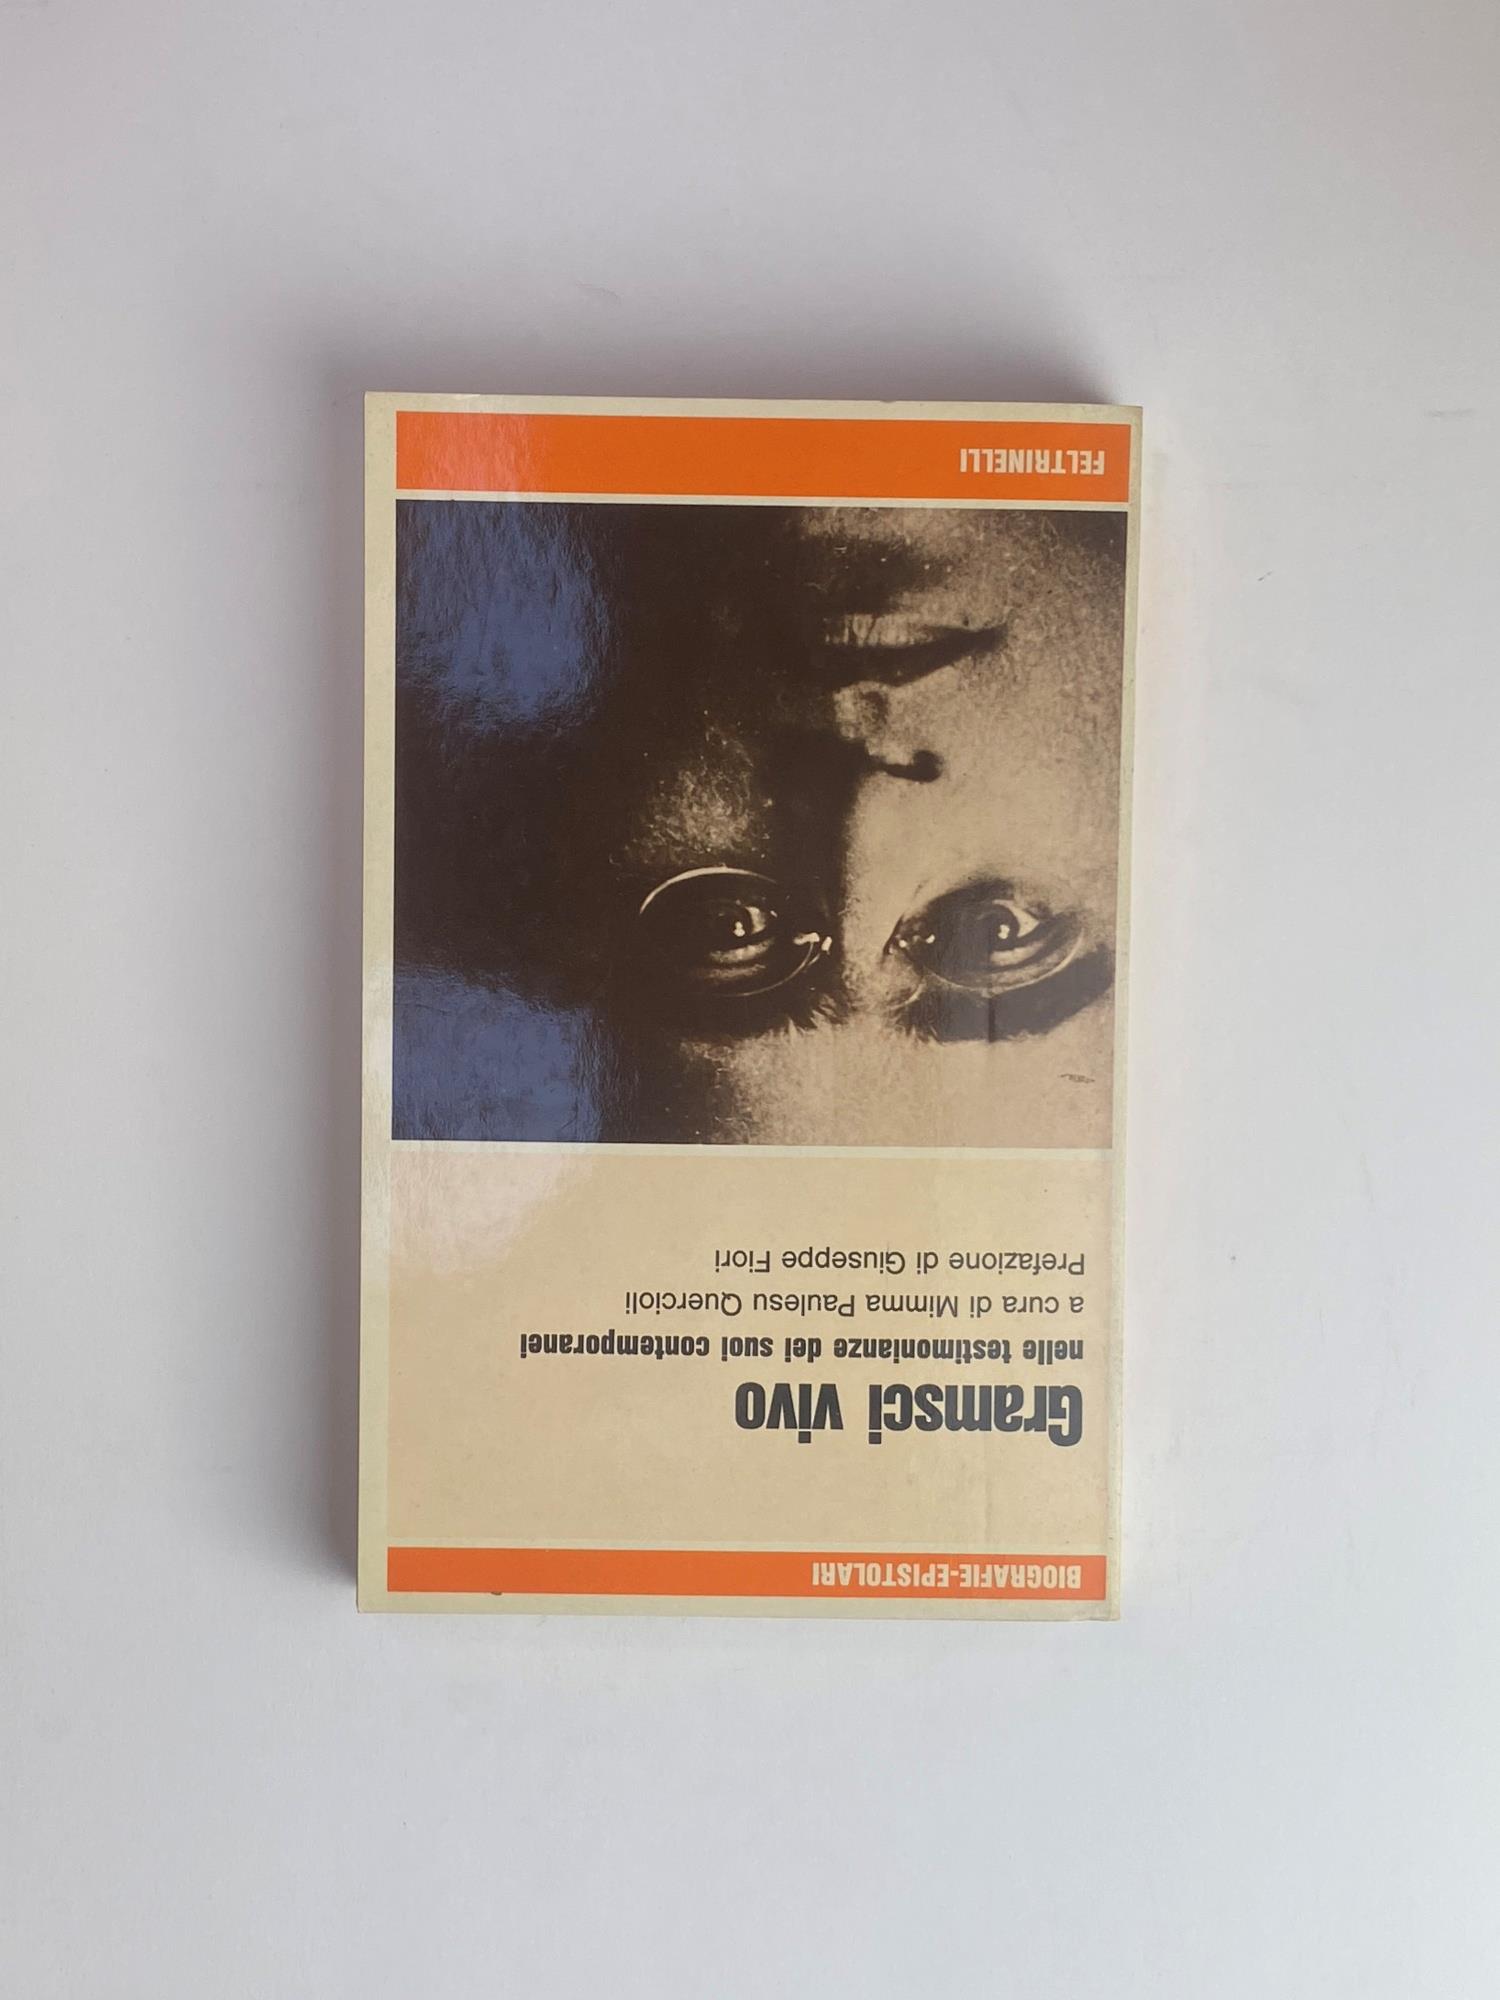 BIOGRAFIE-EPISTOLARI
Gramsci vivo
nelle testimonianze dei suoi contemporanei
a cura di Mimma Paulesu Quercioli
Prefazione di Giuseppe Fiori
FELTRINELLI